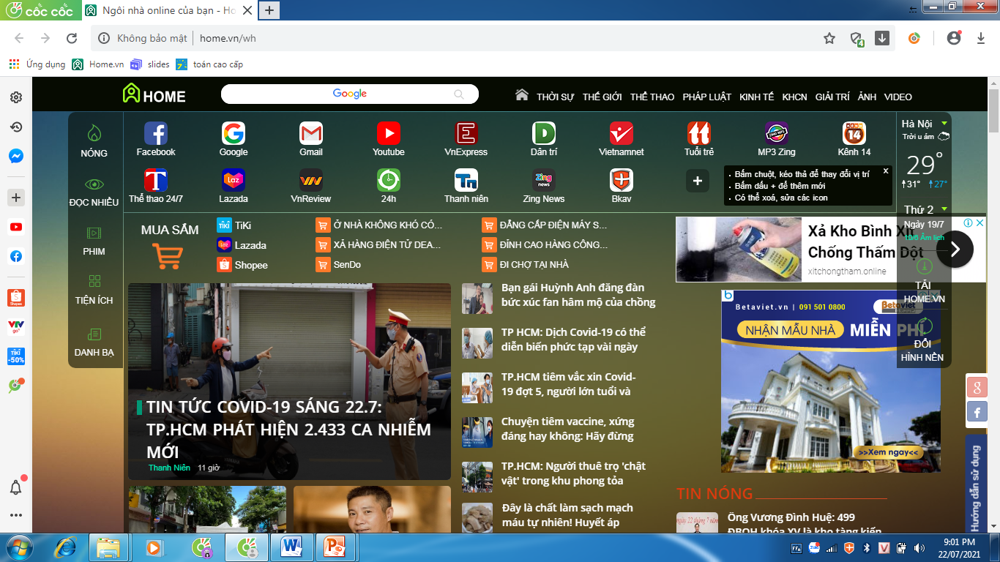 cốc cốc
Ngôi nhà online của bạn - Ho
Không bảo mật
home.vn/wh
4
Ứng dụng
Home.vn
slides
toán cao cấp
HOME
Google
THỜI SỰ
THẾ GIỚI
THỂ THAO
PHÁP LUẬT
KINH TẾ
KHCN
GIẢI TRÍ
ẢNH
VIDEO
NÓNG
ĐỌC NHIỀU
PHIM
TIỆN ÍCH
DANH BẠ
Facebook
Google
Gmail
Youtube
VnExpress
Dân trí
Vietnamnet
Tuổi trẻ
MP3 Zing
Kênh 14
Thể thao 24/7
Lazada
VnReview
24h
Thanh niên
Zing News
Bkav
Bấm chuột, kéo thả để thay đổi vị trí
Bấm dấu + để thêm mới
Có thể xoá, sửa các icon
x
Hà Nội
Trời u ám
29°
31°
27°
Thứ 2
Ngày 19/7
10/6 Âm lịch
TẢI
HOME.VN
ĐỔI
HÌNH NỀN
MUA SẮM
TiKi
Lazada
Shopee
Ở NHÀ KHÔNG KHÓ CÓ...
XẢ HÀNG ĐIỆN TỬ DEA...
SenDo
ĐẲNG CẤP ĐIỆN MÁY S...
ĐỈNH CAO HÀNG CÔNG...
ĐI CHỢ TẠI NHÀ
Xả Kho Bình Xịt
Chống Thấm Dột
xitchongtham.online
Betaviet.vn | 091 501 0800
Betaviet
NHẬN MẪU NHÀ MIỄN PHÍ
>>Xem ngay<<
TIN TỨC COVID-19 SÁNG 22.7:
TP.HCM PHÁT HIỆN 2.433 CA NHIỄM
MỚI
Thanh Niên 11 giờ
Bạn gái Huỳnh Anh đăng đàn
bức xúc fan hâm mộ của chồng
TP HCM: Dịch Covid-19 có thể
diễn biến phức tạp vài ngày
TP.HCM tiêm vắc xin Covid-
19 đợt 5, người lớn tuổi và
Chuyện tiêm vaccine, xứng
đáng hay không: Hãy đừng
TP.HCM: Người thuê trọ 'chật
vật' trong khu phong tỏa
Đây là chất làm sạch mạch
máu tự nhiên! Huyết áp
TIN NÓNG
Ông Vương Đình Huệ: 499
ĐBQH khóa XV là kho tàng kiến
Hướng dẫn sử dụng
Shopee
VTV
go
TIKI
-50%
9:01 PM
22/07/2021